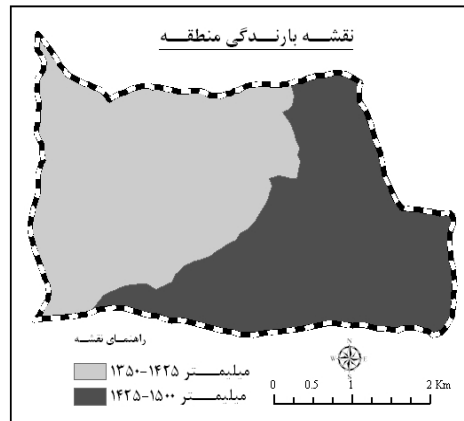 نقشه بارندگی منطقه
راهنمای نقشه
۱۳۵۰-۱۴۲۵ میلیمتر
۱۴۲۵-۱۵۰۰ میلیمتر
N
W E
S
0 0.5 1 2 Km